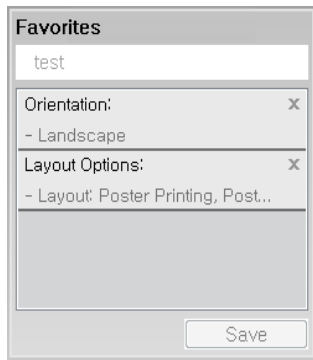 Favorites
test
Orientation: x
- Landscape
Layout Options: x
- Layout: Poster Printing, Post...
Save